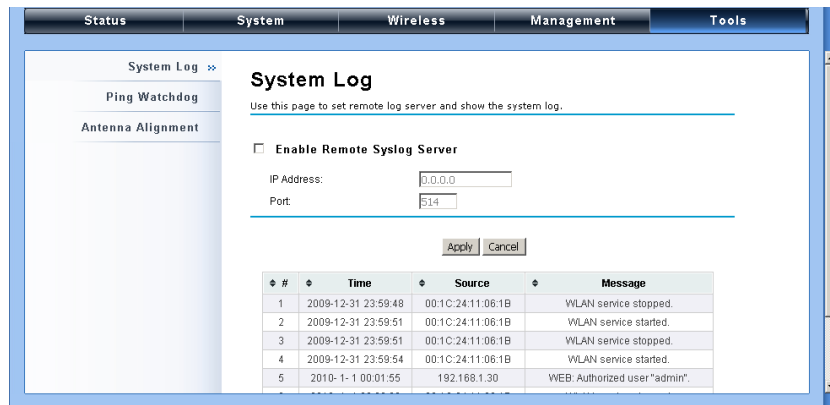 Status System Wireless Management Tools
System Log »
Ping Watchdog
Antenna Alignment
System Log
Use this page to set remote log server and show the system log.
Enable Remote Syslog Server
IP Address: 0.0.0.0
Port: 514
Apply Cancel
# Time Source Message
1 2009-12-31 23:59:48 00:1C:24:11:06:1B WLAN service stopped.
2 2009-12-31 23:59:51 00:1C:24:11:06:1B WLAN service started.
3 2009-12-31 23:59:51 00:1C:24:11:06:1B WLAN service stopped.
4 2009-12-31 23:59:54 00:1C:24:11:06:1B WLAN service started.
5 2010- 1- 1 00:01:55 192.168.1.30 WEB: Authorized user "admin".